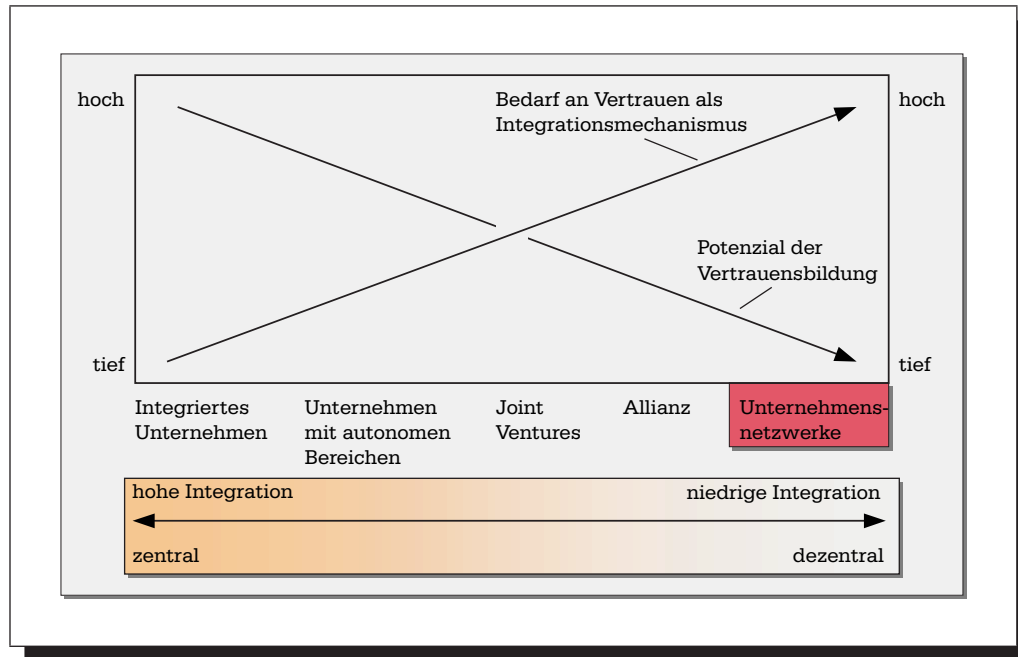 hoch
Bedarf an Vertrauen als
Integrationsmechanismus
hoch
Potenzial der
Vertrauensbildung
tief
tief
Integriertes
Unternehmen
Unternehmen
mit autonomen
Bereichen
Joint
Ventures
Allianz
Unternehmens-
netzwerke
hohe Integration
niedrige Integration
zentral
dezentral